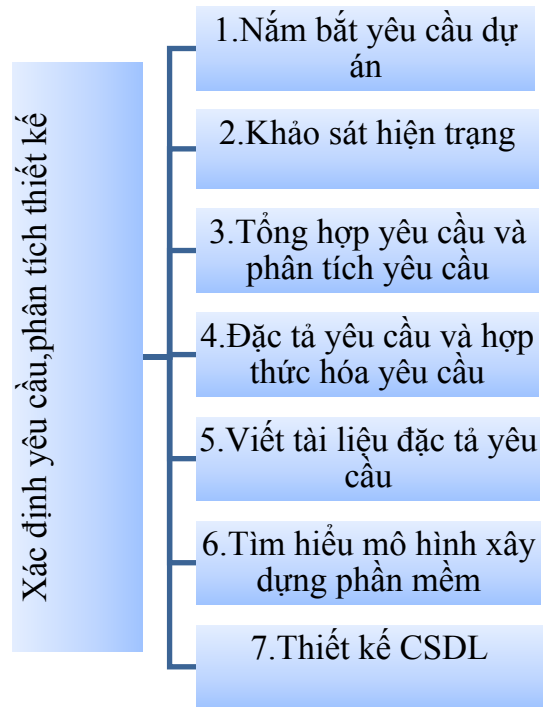 Xác định yêu cầu,phân tích thiết kế
1.Nắm bắt yêu cầu dự
án
2.Khảo sát hiện trạng
3.Tổng hợp yêu cầu và
phân tích yêu cầu
4.Đặc tả yêu cầu và hợp
thức hóa yêu cầu
5.Viết tài liệu đặc tả yêu
cầu
6.Tìm hiểu mô hình xây
dựng phần mềm
7.Thiết kế CSDL